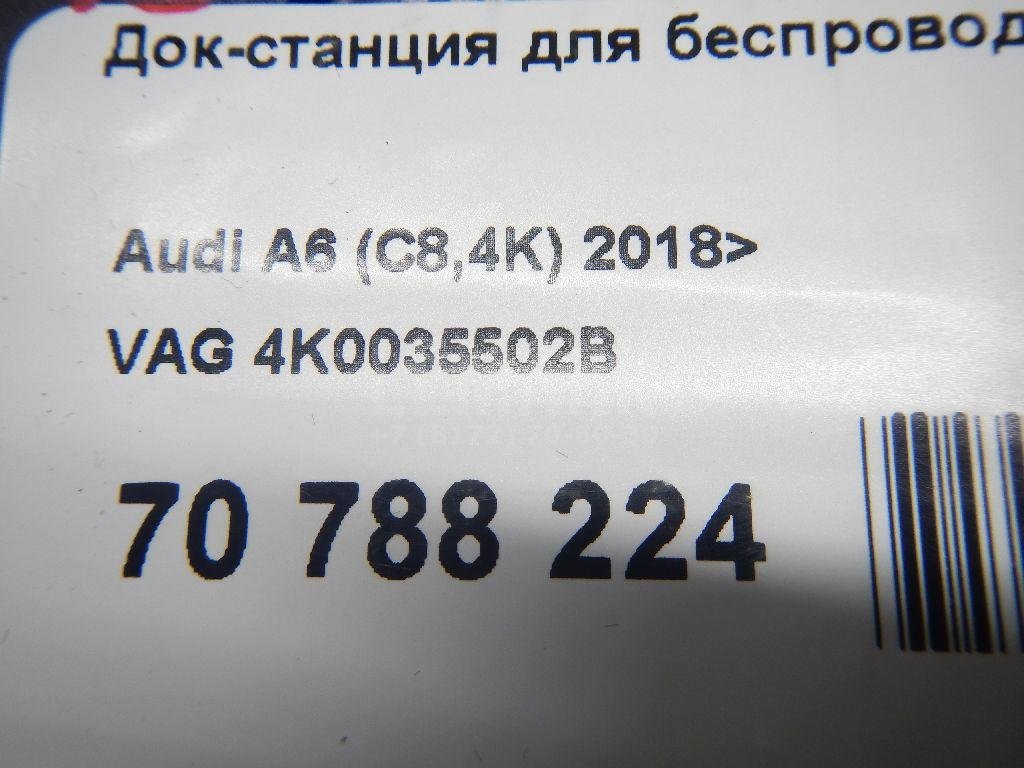 Док-станция для беспровод
Audi A6 (C8,4K) 2018>
VAG 4K0035502B
70 788 224